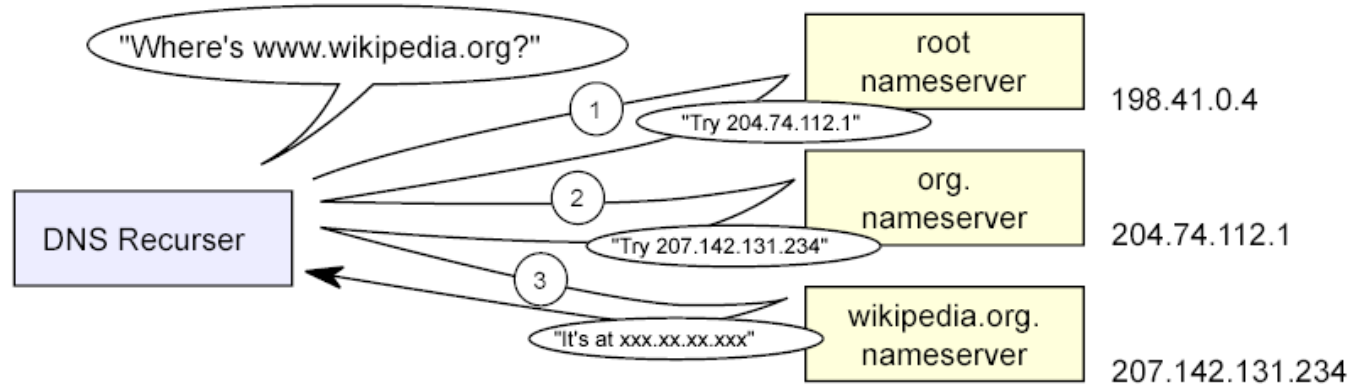 "Where's www.wikipedia.org?"
root
nameserver
198.41.0.4
1
"Try 204.74.112.1"
org.
nameserver
204.74.112.1
2
"Try 207.142.131.234"
DNS Recurser
3
"It's at xxx.xx.xx.xxx"
wikipedia.org.
nameserver
207.142.131.234